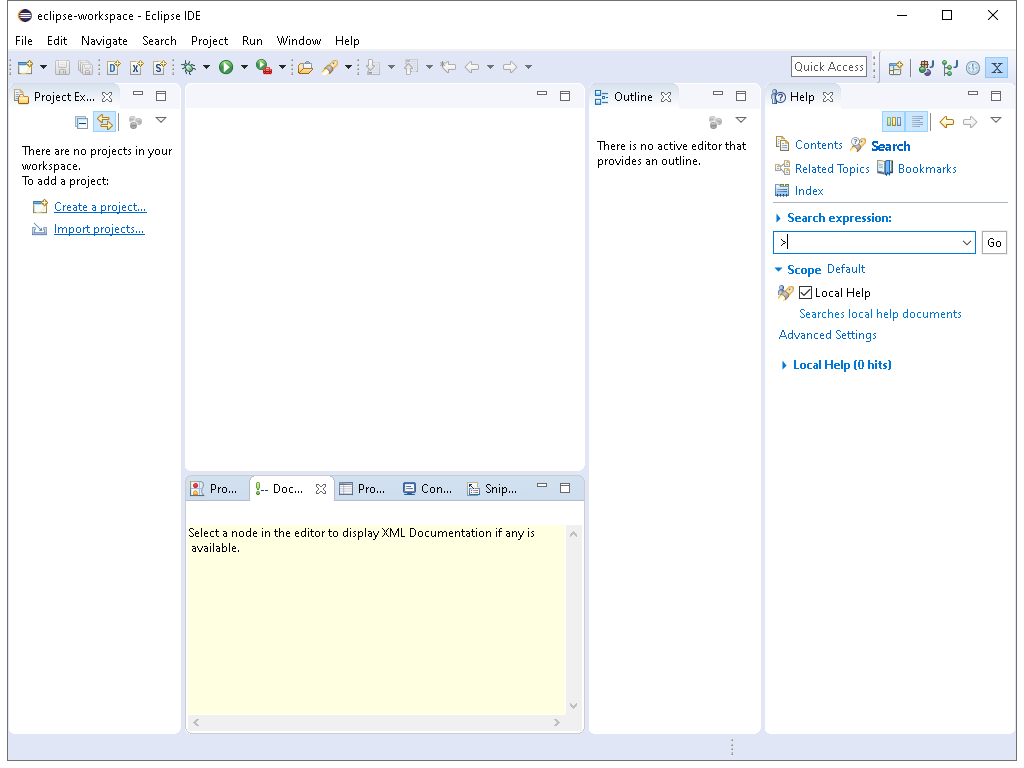 eclipse-workspace - Eclipse IDE
File Edit Navigate Search Project Run Window Help
D X S
Quick Access
X
Project Ex...
There are no projects in your
workspace.
To add a project:
Create a project...
Import projects...
Outline
There is no active editor that
provides an outline.
Help
Contents Search
Related Topics Bookmarks
Index
Search expression:
>
Go
Scope Default
Local Help
Searches local help documents
Advanced Settings
Local Help (0 hits)
Pro... Doc... Pro... Con... Snip...
Select a node in the editor to display XML Documentation if any is
available.